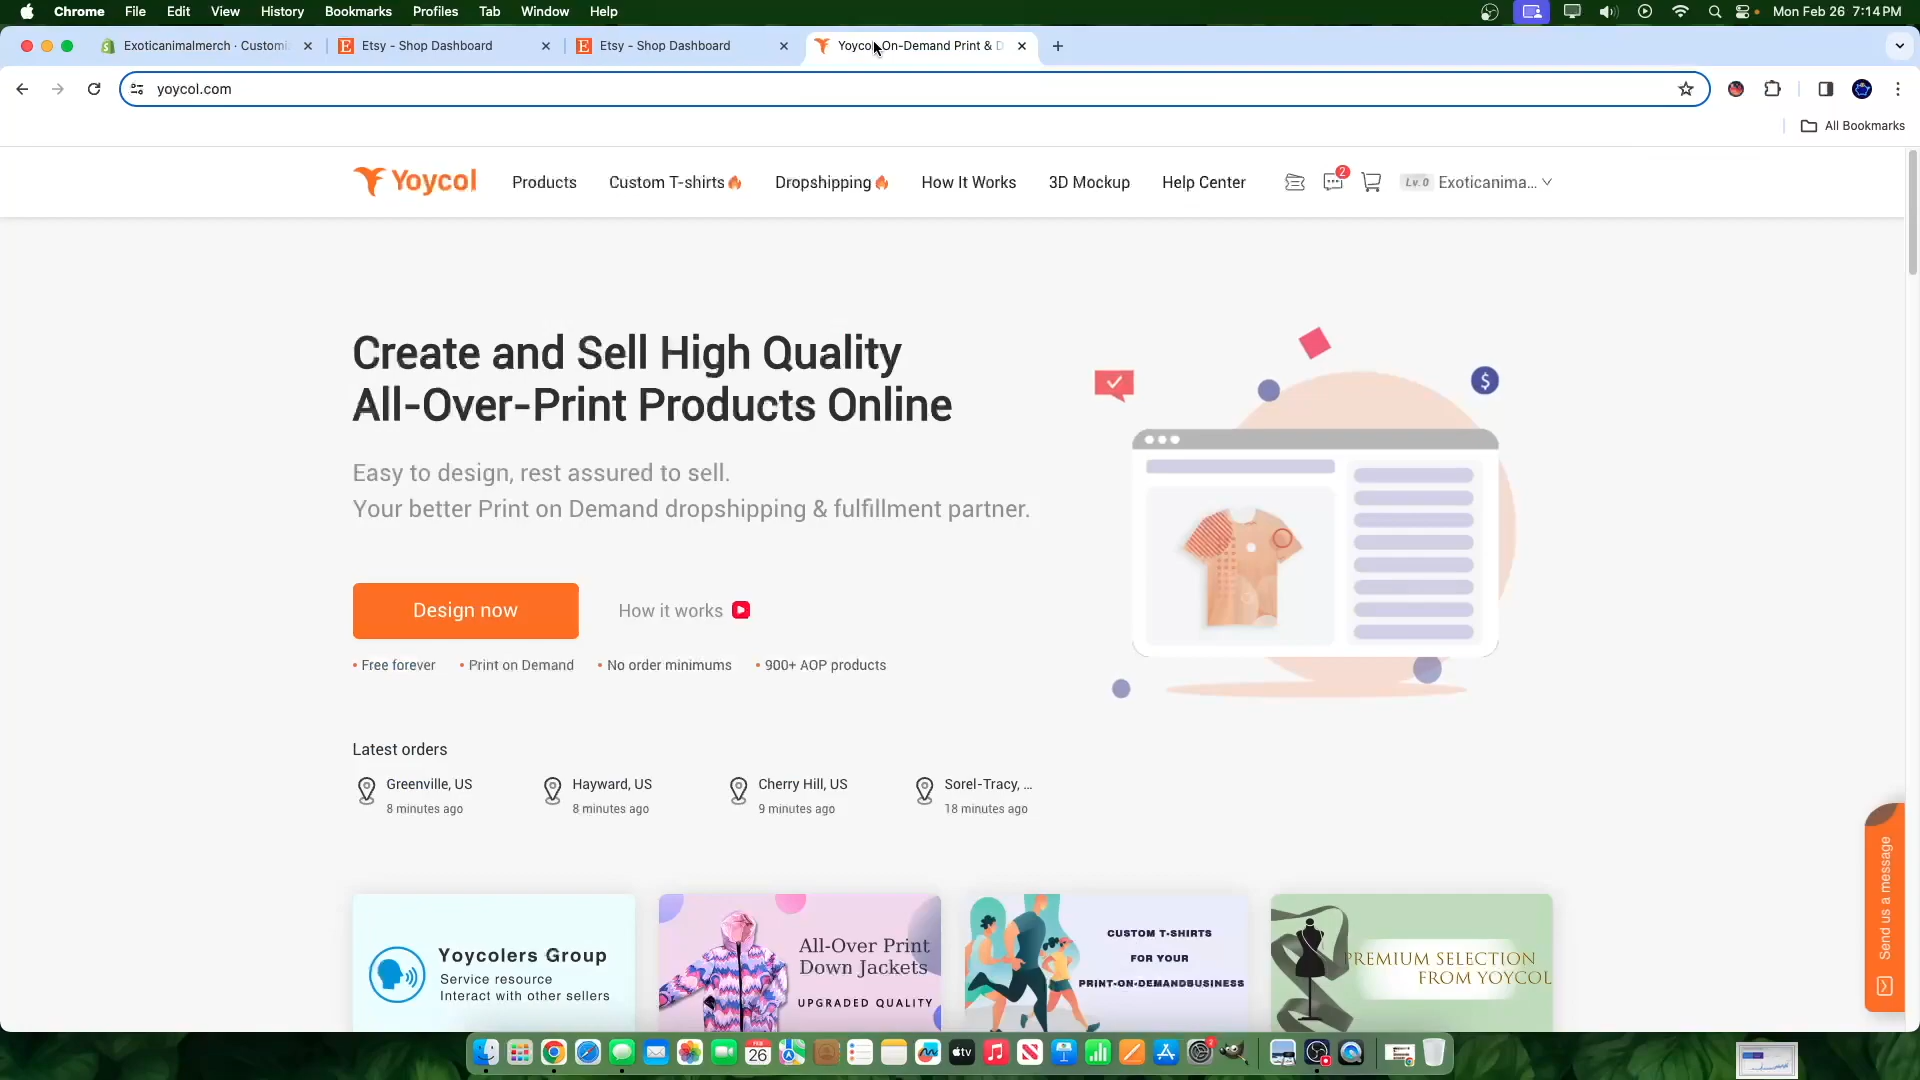 Chrome File Edit View History Bookmarks Profiles Tab Window Help Mon Feb 26 7:14 PM
Exoticanimalmerch · Customi
Etsy - Shop Dashboard
Etsy - Shop Dashboard
Yoycol On-Demand Print & D
yoycol.com
All Bookmarks
Yoycol Products Custom T-shirts Dropshipping How It Works 3D Mockup Help Center 2 Lv.0 Exoticanima...
Create and Sell High Quality
All-Over-Print Products Online
Easy to design, rest assured to sell.
Your better Print on Demand dropshipping & fulfillment partner.
Design now
How it works
• Free forever • Print on Demand • No order minimums • 900+ AOP products
Latest orders
Greenville, US
8 minutes ago
Hayward, US
8 minutes ago
Cherry Hill, US
9 minutes ago
Sorel-Tracy, ...
18 minutes ago
Send us a message
Yoycolers Group
Service resource
Interact with other sellers
All-Over Print
Down Jackets
UPGRADED QUALITY
CUSTOM T-SHIRTS
FOR YOUR
PRINT-ON-DEMANDBUSINESS
PREMIUM SELECTION
FROM YOYCOL
26
tv
2